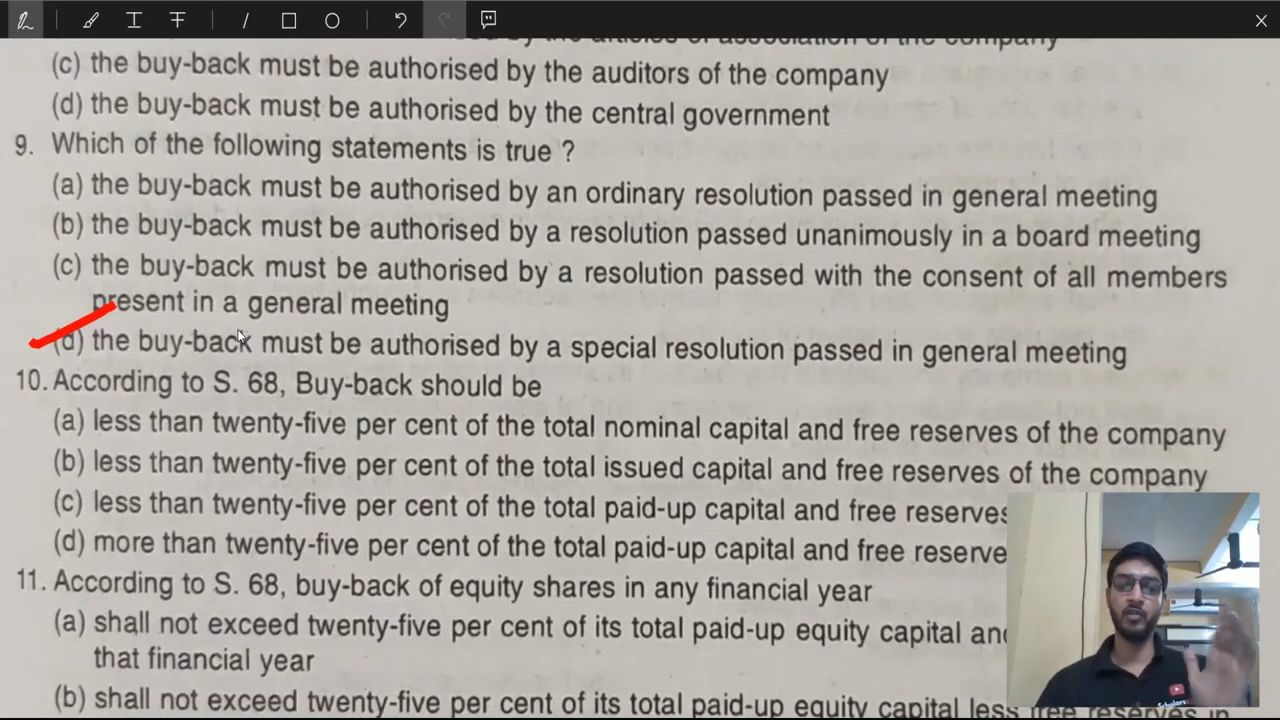 by the articles of association of the company
(c) the buy-back must be authorised by the auditors of the company
(d) the buy-back must be authorised by the central government
9. Which of the following statements is true ?
(a) the buy-back must be authorised by an ordinary resolution passed in general meeting
(b) the buy-back must be authorised by a resolution passed unanimously in a board meeting
(c) the buy-back must be authorised by a resolution passed with the consent of all members
present in a general meeting
(d) the buy-back must be authorised by a special resolution passed in general meeting
10. According to S. 68, Buy-back should be
(a) less than twenty-five per cent of the total nominal capital and free reserves of the company
(b) less than twenty-five per cent of the total issued capital and free reserves of the company
(c) less than twenty-five per cent of the total paid-up capital and free reserves
(d) more than twenty-five per cent of the total paid-up capital and free reserve
11. According to S. 68, buy-back of equity shares in any financial year
(a) shall not exceed twenty-five per cent of its total paid-up equity capital and
that financial year
(b) shall not exceed twenty-five per cent of its total paid-up equity capital less free reserves in